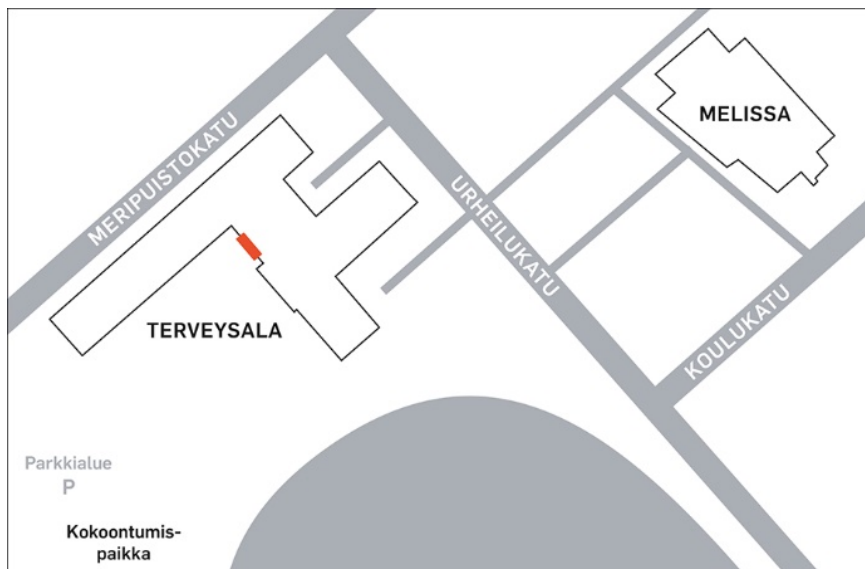 MELISSA
MERIPUISTOKATU
URHEILUKATU
TERVEYSALA
KOULUKATU
Parkkialue
P
Kokoontumis-
paikka